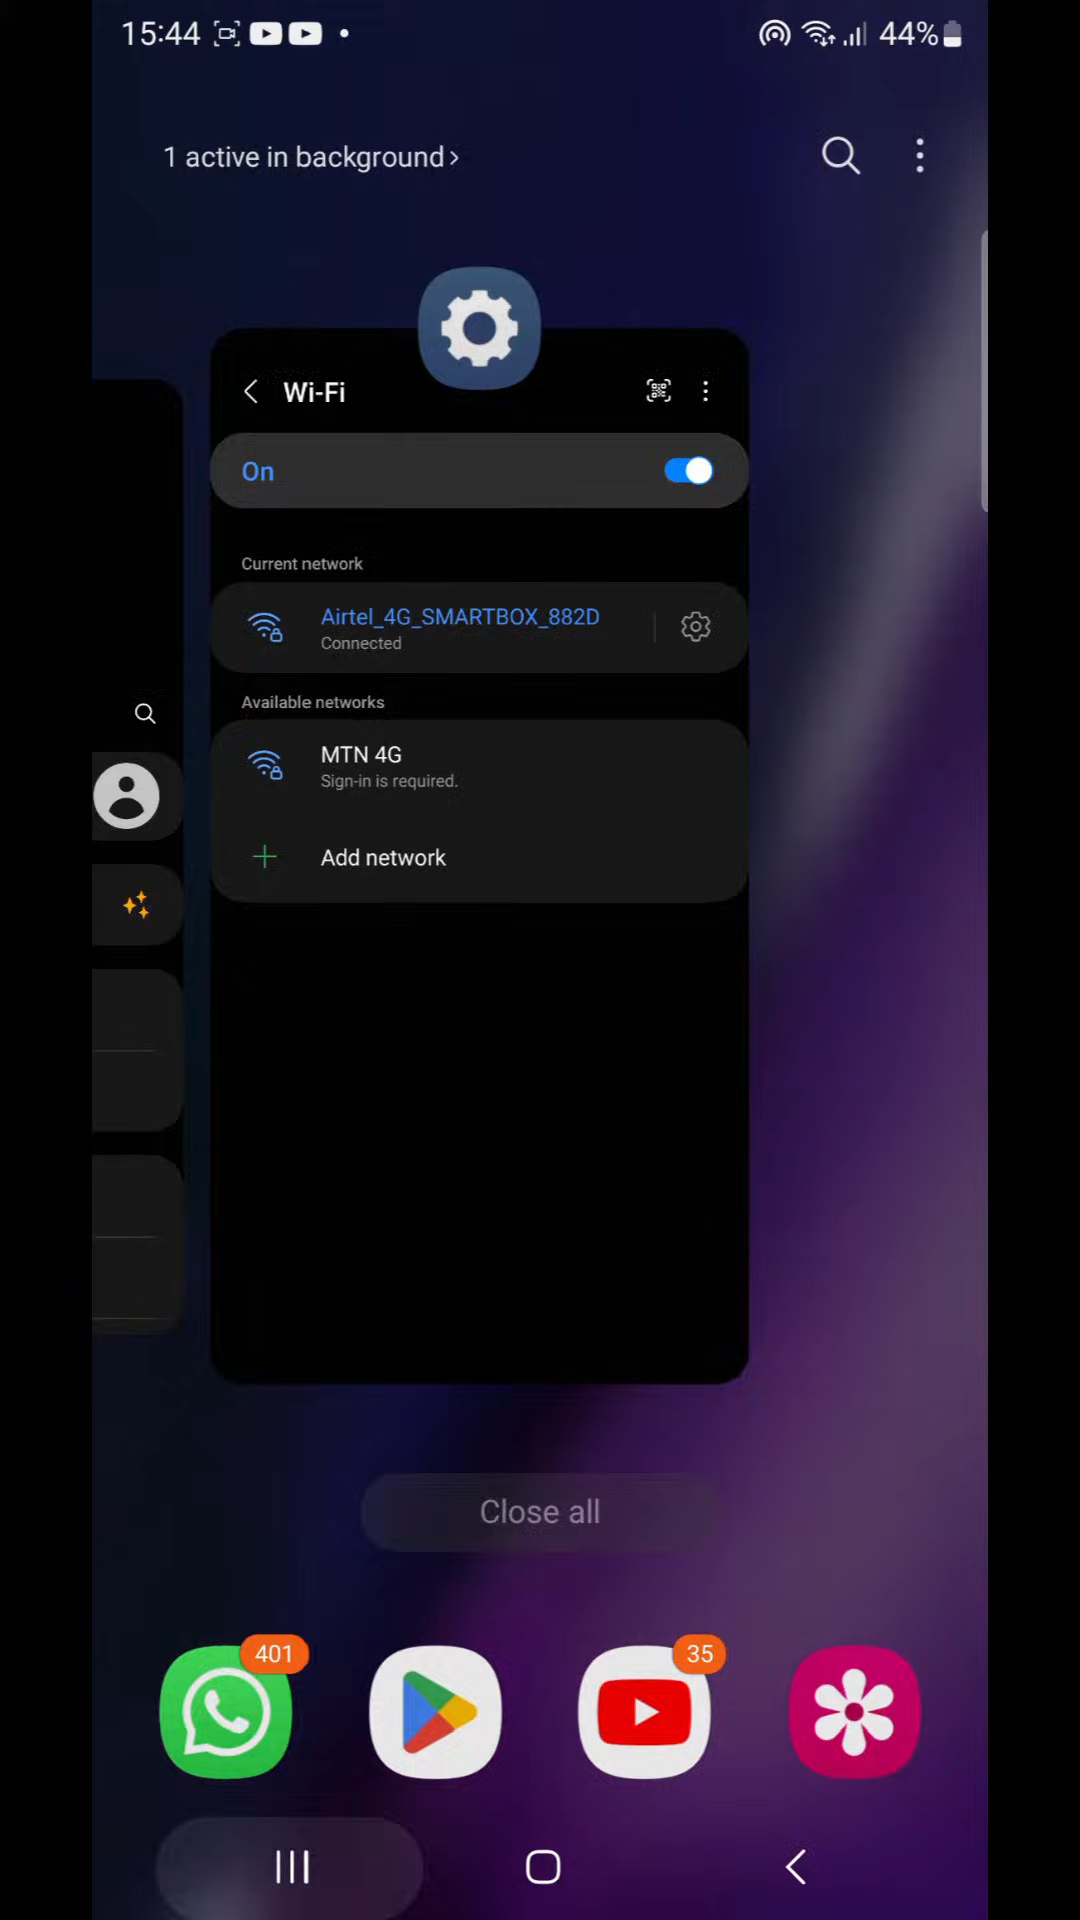 15:44
44%
1 active in background
Wi-Fi
On
Current network
Airtel_4G_SMARTBOX_882D
Connected
Available networks
MTN 4G
Sign-in is required.
Add network
Close all
401
35